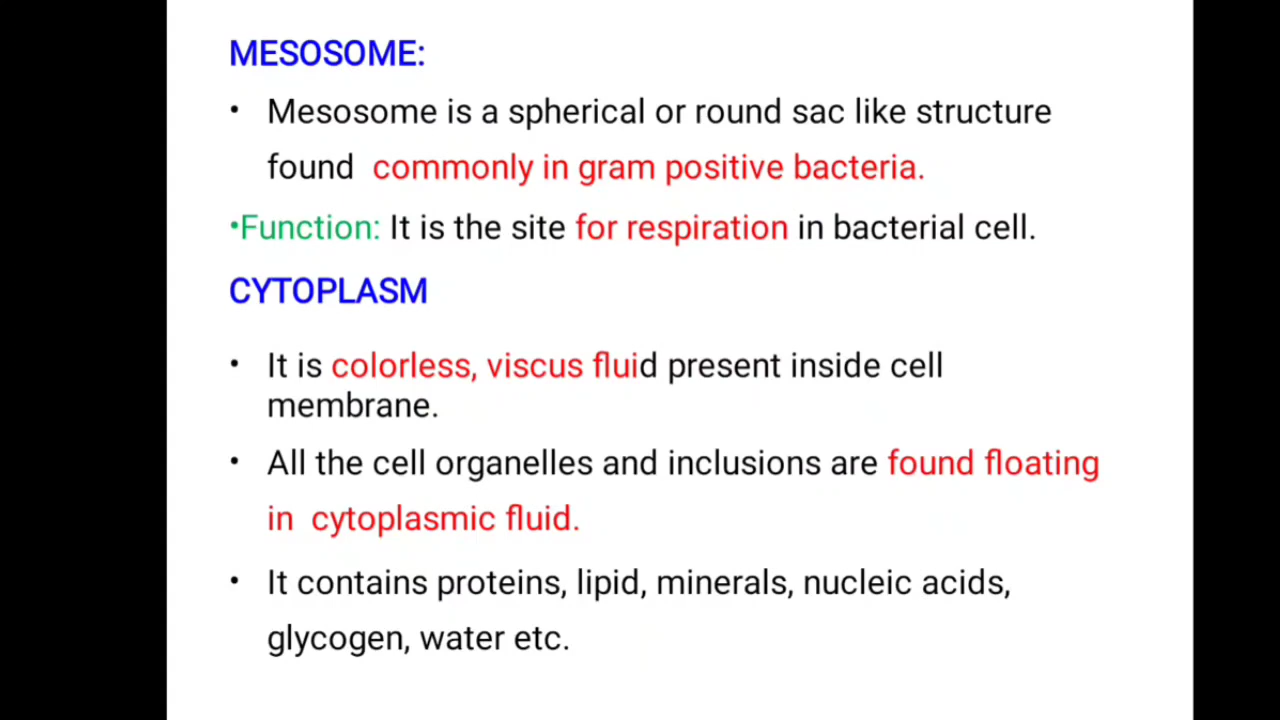 MESOSOME:
• Mesosome is a spherical or round sac like structure
found commonly in gram positive bacteria.
•Function: It is the site for respiration in bacterial cell.
CYTOPLASM
• It is colorless, viscus fluid present inside cell
membrane.
• All the cell organelles and inclusions are found floating
in cytoplasmic fluid.
• It contains proteins, lipid, minerals, nucleic acids,
glycogen, water etc.